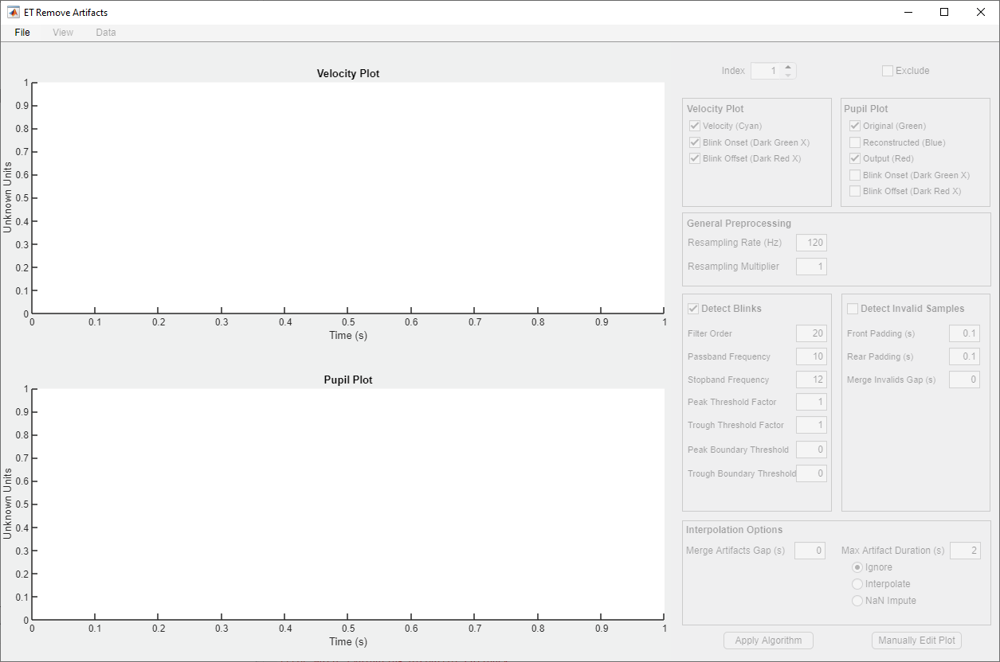 ET Remove Artifacts
File View Data
Velocity Plot
1
0.9
0.8
0.7
0.6
0.5
0.4
0.3
0.2
0.1
0
Unknown Units
0 0.1 0.2 0.3 0.4 0.5 0.6 0.7 0.8 0.9 1
Time (s)
Pupil Plot
1
0.9
0.8
0.7
0.6
0.5
0.4
0.3
0.2
0.1
0
Unknown Units
0 0.1 0.2 0.3 0.4 0.5 0.6 0.7 0.8 0.9 1
Time (s)
Index 1
Exclude
Velocity Plot
Velocity (Cyan)
Blink Onset (Dark Green X)
Blink Offset (Dark Red X)
Pupil Plot
Original (Green)
Reconstructed (Blue)
Output (Red)
Blink Onset (Dark Green X)
Blink Offset (Dark Red X)
General Preprocessing
Resampling Rate (Hz) 120
Resampling Multiplier 1
Detect Blinks
Filter Order 20
Passband Frequency 10
Stopband Frequency 12
Peak Threshold Factor 1
Trough Threshold Factor 1
Peak Boundary Threshold 0
Trough Boundary Threshold 0
Detect Invalid Samples
Front Padding (s) 0.1
Rear Padding (s) 0.1
Merge Invalids Gap (s) 0
Interpolation Options
Merge Artifacts Gap (s) 0
Max Artifact Duration (s) 2
Ignore
Interpolate
NaN Impute
Apply Algorithm
Manually Edit Plot